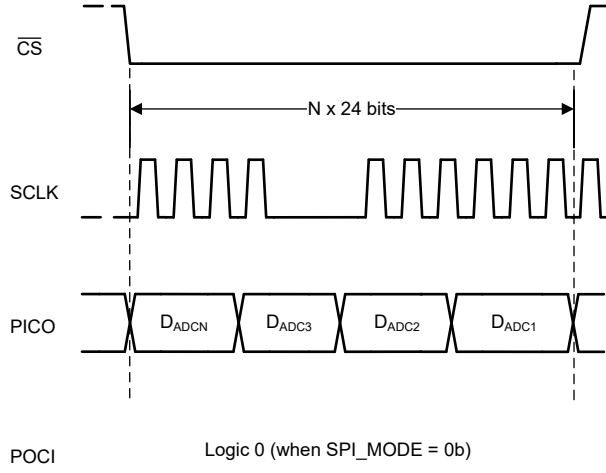 CS
N x 24 bits
SCLK
PICO
DADCN DADC3 DADC2 DADC1
POCI Logic 0 (when SPI_MODE = 0b)